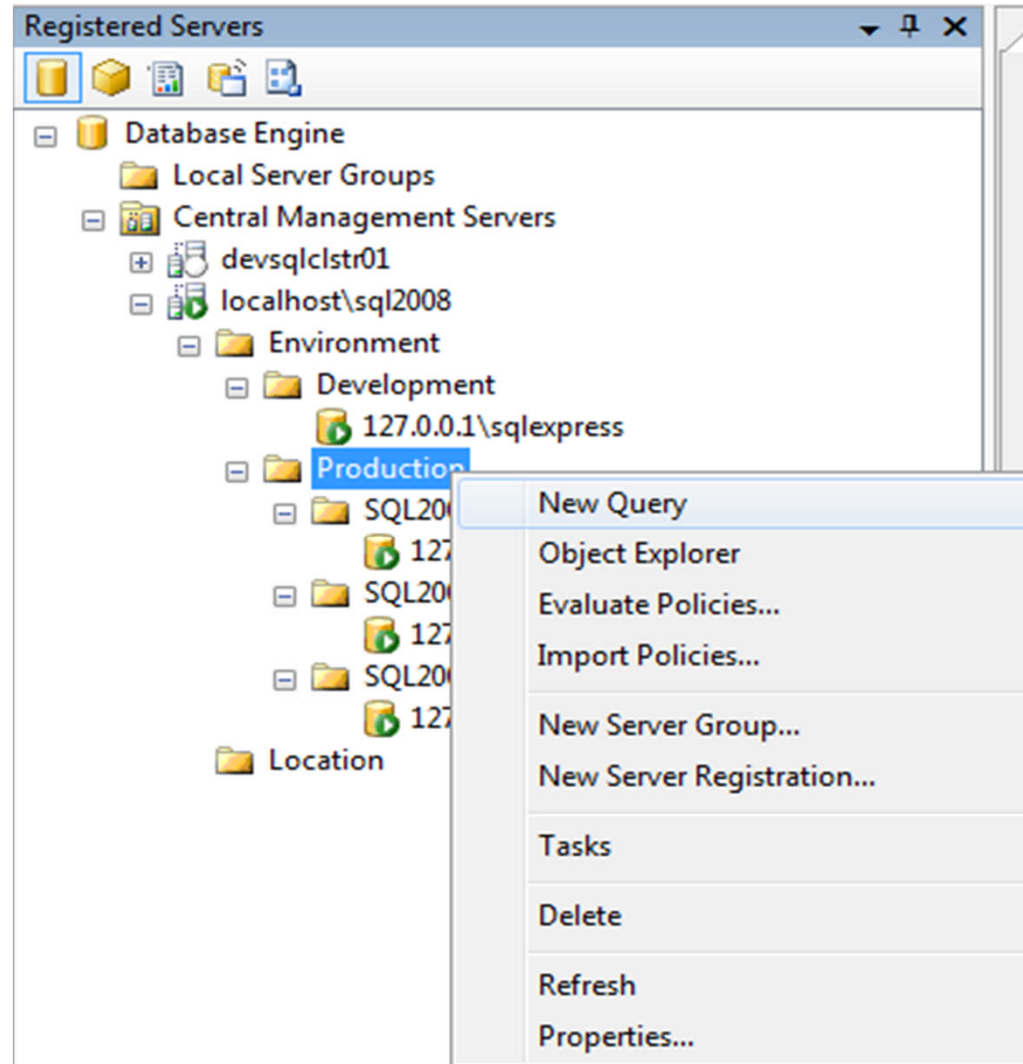 Registered Servers
Database Engine
Local Server Groups
Central Management Servers
devsqlclstr01
localhost\sql2008
Environment
Development
127.0.0.1\sqlexpress
Production
New Query
Object Explorer
Evaluate Policies...
Import Policies...
New Server Group...
New Server Registration...
Tasks
Delete
Refresh
Properties...
Location